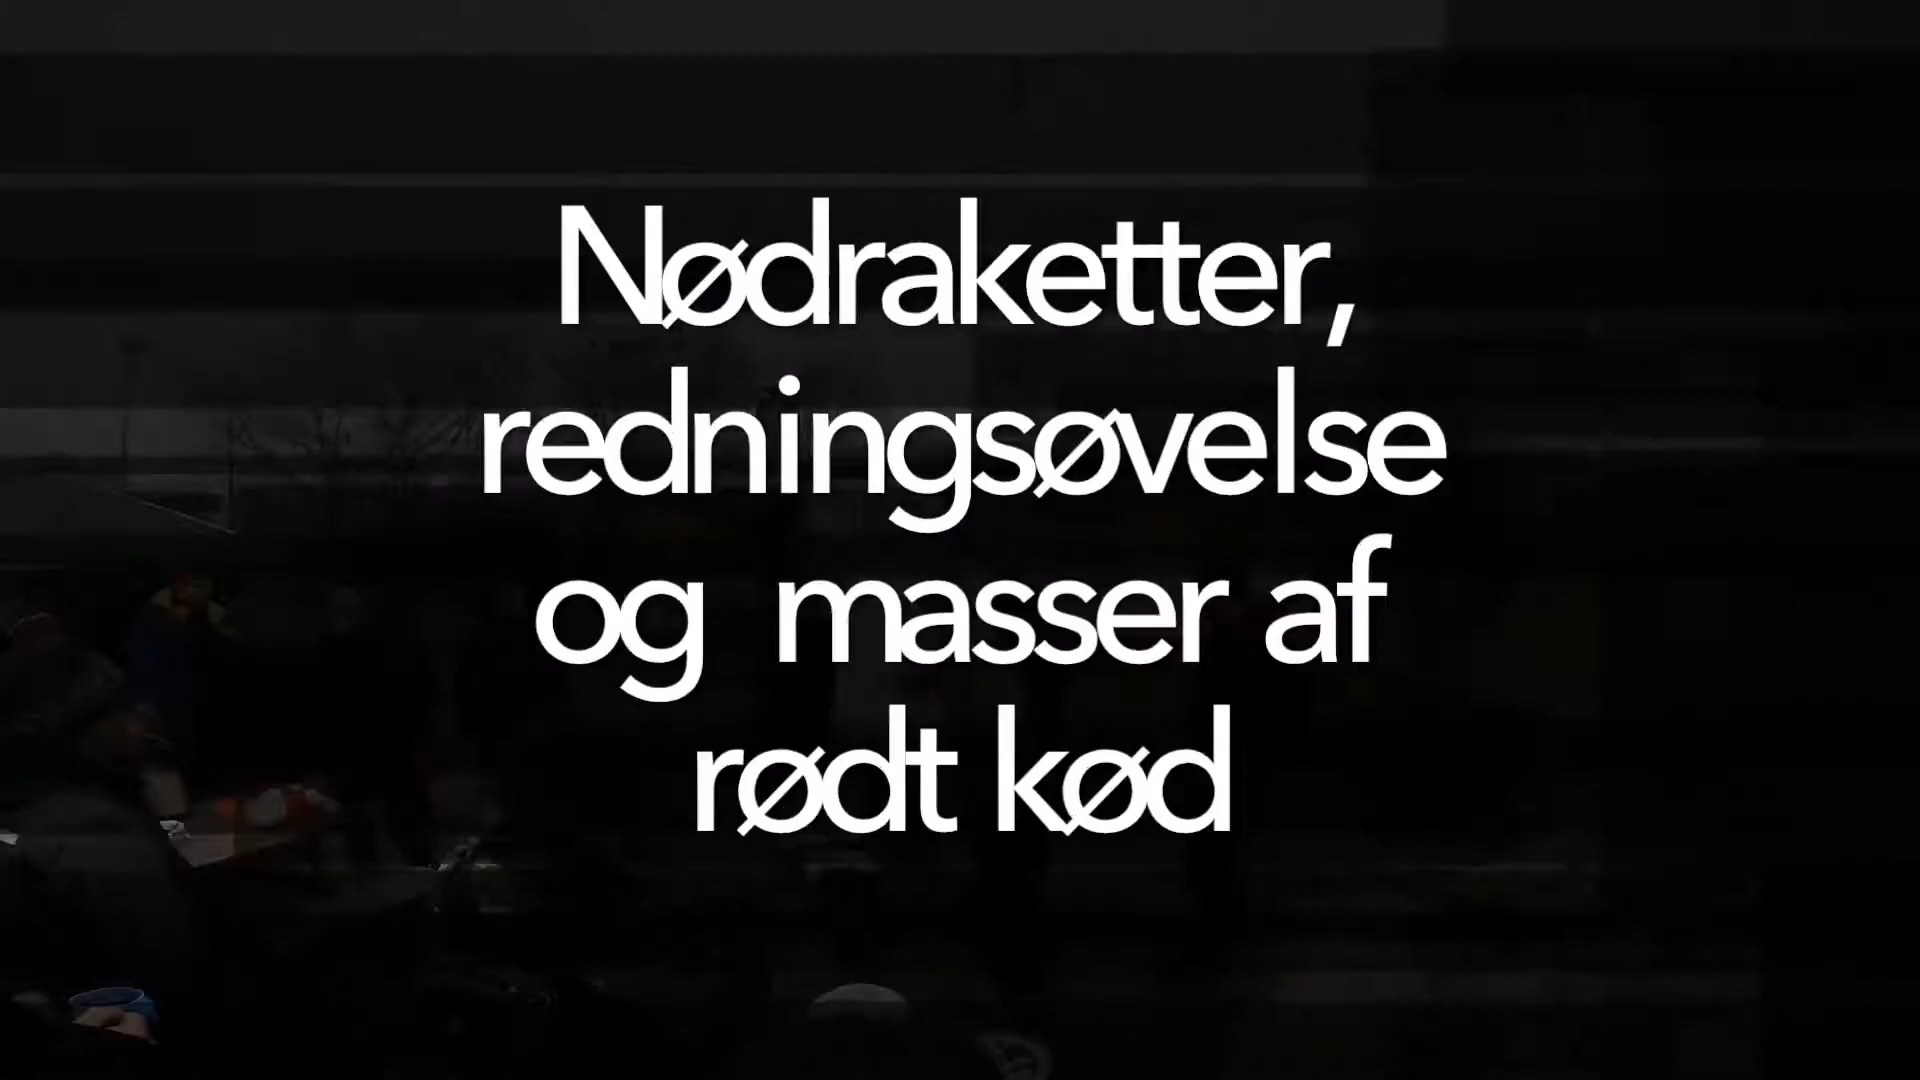 Nødraketter,
redningsøvelse
og masser af
rødt kød